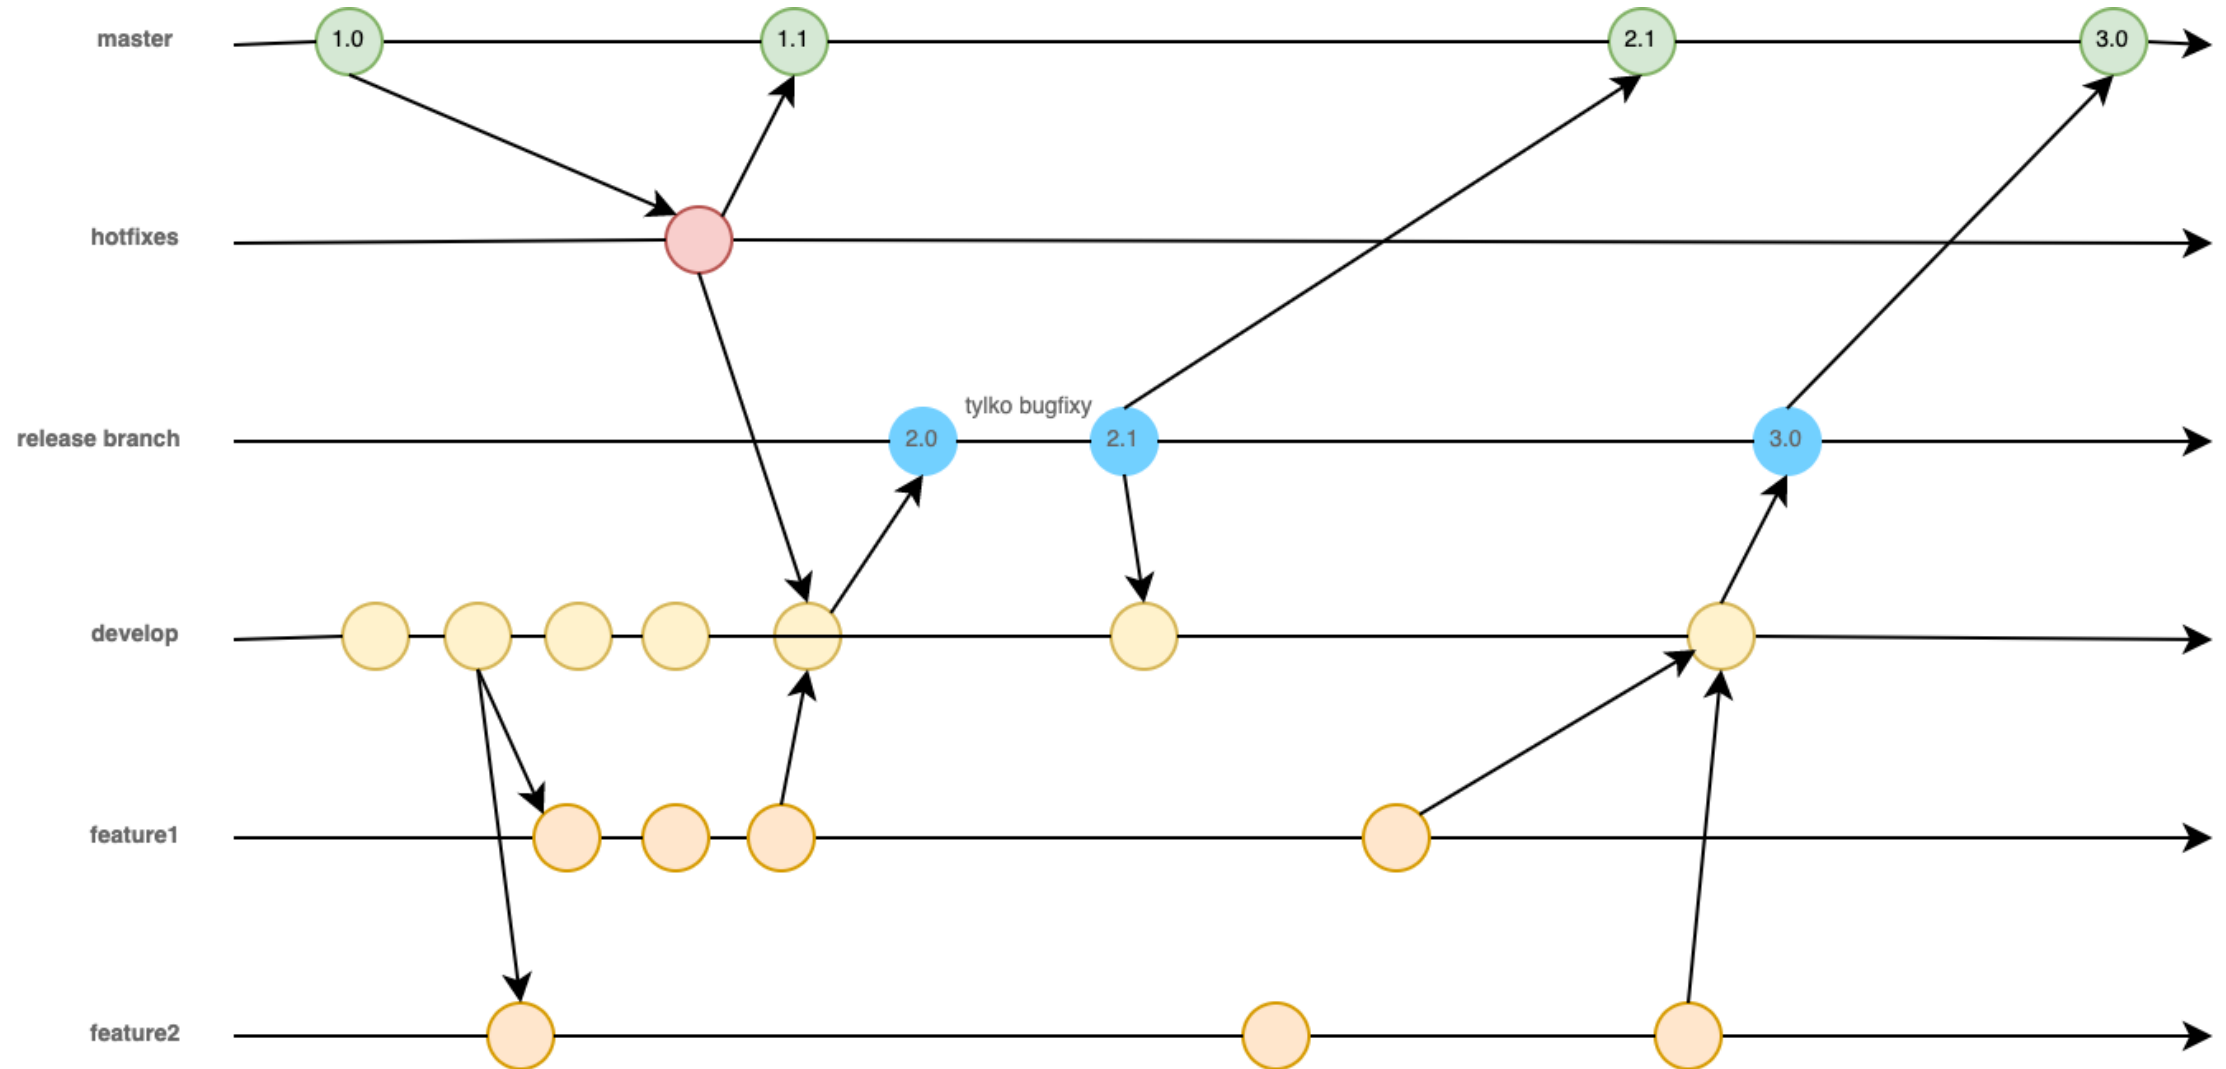 master
1.0
1.1
2.1
3.0
hotfixes
tylko bugfixy
release branch
2.0
2.1
3.0
develop
feature1
feature2